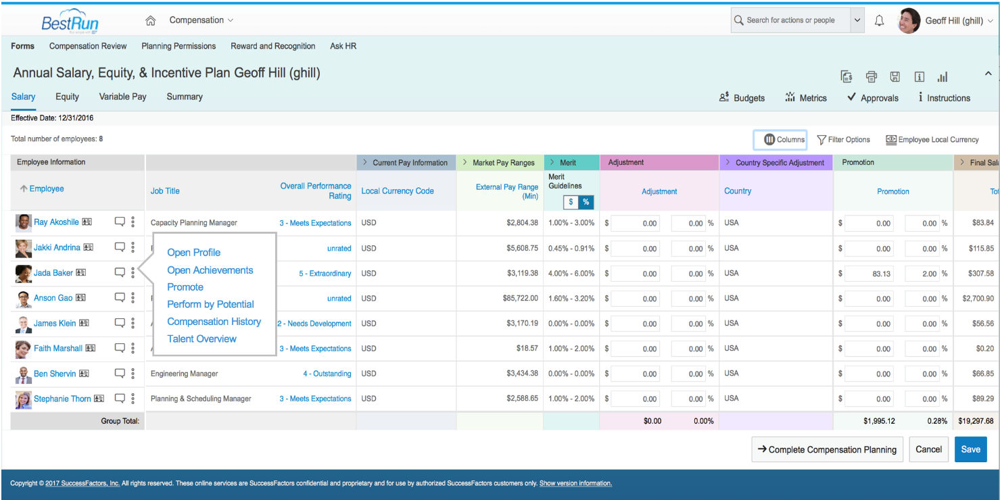 BestRun
Compensation
Search for actions or people
Geoff Hill (ghill)
Forms Compensation Review Planning Permissions Reward and Recognition Ask HR
Annual Salary, Equity, & Incentive Plan Geoff Hill (ghill)
Salary Equity Variable Pay Summary
Budgets Metrics Approvals Instructions
Effective Date: 12/31/2016
Total number of employees: 8
Columns Filter Options Employee Local Currency
Employee Information Current Pay Information Market Pay Ranges Merit Adjustment Country Specific Adjustment Promotion Final Sal
Employee Job Title Overall Performance Rating Local Currency Code External Pay Range (Min) Merit Guidelines $ % Adjustment Country Promotion Tot
Ray Akoshile Capacity Planning Manager 3 - Meets Expectations USD $2,804.38 1.00% - 3.00% $ 0.00 0.00 % USA $ 0.00 0.00 % $83.84
Jakki Andrina unrated USD $5,608.75 0.45% - 0.91% $ 0.00 0.00 % USA $ 0.00 0.00 % $115.85
Jada Baker 5 - Extraordinary USD $3,119.38 4.00% - 6.00% $ 0.00 0.00 % USA $ 83.13 2.00 % $307.58
Anson Gao unrated USD $85,722.00 1.60% - 3.20% $ 0.00 0.00 % USA $ 0.00 0.00 % $2,700.90
James Klein 2 - Needs Development USD $3,170.19 0.00% - 0.00% $ 0.00 0.00 % USA $ 0.00 0.00 % $56.56
Faith Marshall 3 - Meets Expectations USD $18.57 1.00% - 2.00% $ 0.00 0.00 % USA $ 0.00 0.00 % $0.20
Ben Shervin Engineering Manager 4 - Outstanding USD $3,434.38 0.00% - 0.00% $ 0.00 0.00 % USA $ 0.00 0.00 % $66.85
Stephanie Thorn Planning & Scheduling Manager 3 - Meets Expectations USD $2,588.65 1.00% - 2.00% $ 0.00 0.00 % USA $ 0.00 0.00 % $89.29
Group Total: $0.00 0.00% $1,995.12 0.28% $19,297.68
Open Profile
Open Achievements
Promote
Perform by Potential
Compensation History
Talent Overview
Complete Compensation Planning Cancel Save
Copyright © 2017 SuccessFactors, Inc. All rights reserved. These online services are SuccessFactors confidential and proprietary and for use by authorized SuccessFactors customers only. Show version information.